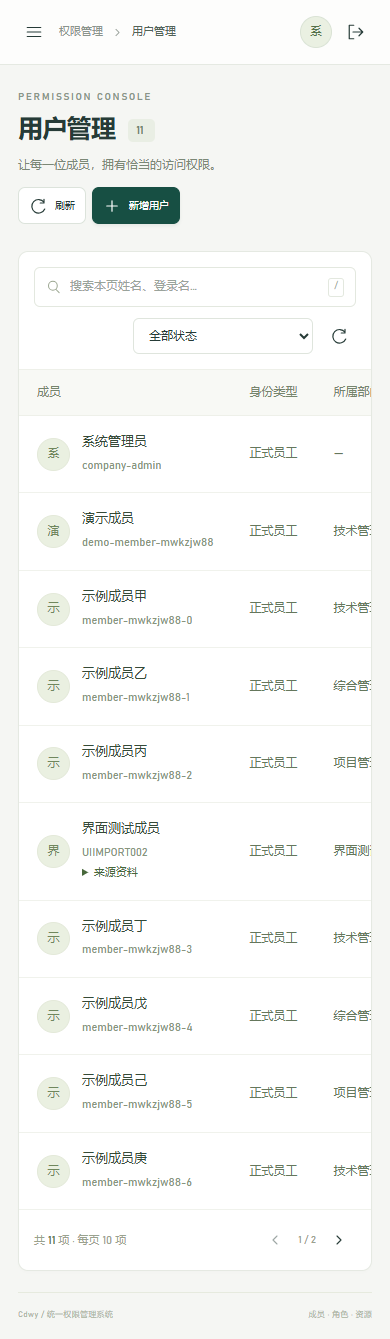 权限管理 > 用户管理 系
PERMISSION CONSOLE
用户管理 11
让每一位成员，拥有恰当的访问权限。
刷新 新增用户
搜索本页姓名、登录名… /
全部状态
成员 身份类型 所属部
系 系统管理员 正式员工 —
company-admin
演 演示成员 正式员工 技术管
demo-member-mwkzjw88
示 示例成员甲 正式员工 技术管
member-mwkzjw88-0
示 示例成员乙 正式员工 综合管
member-mwkzjw88-1
示 示例成员丙 正式员工 项目管
member-mwkzjw88-2
界 界面测试成员 正式员工 界面测
UIIMPORT002
来源资料
示 示例成员丁 正式员工 技术管
member-mwkzjw88-3
示 示例成员戊 正式员工 综合管
member-mwkzjw88-4
示 示例成员己 正式员工 项目管
member-mwkzjw88-5
示 示例成员庚 正式员工 技术管
member-mwkzjw88-6
共 11 项 · 每页 10 项 1 / 2
Cdwy / 统一权限管理系统 成员 · 角色 · 资源